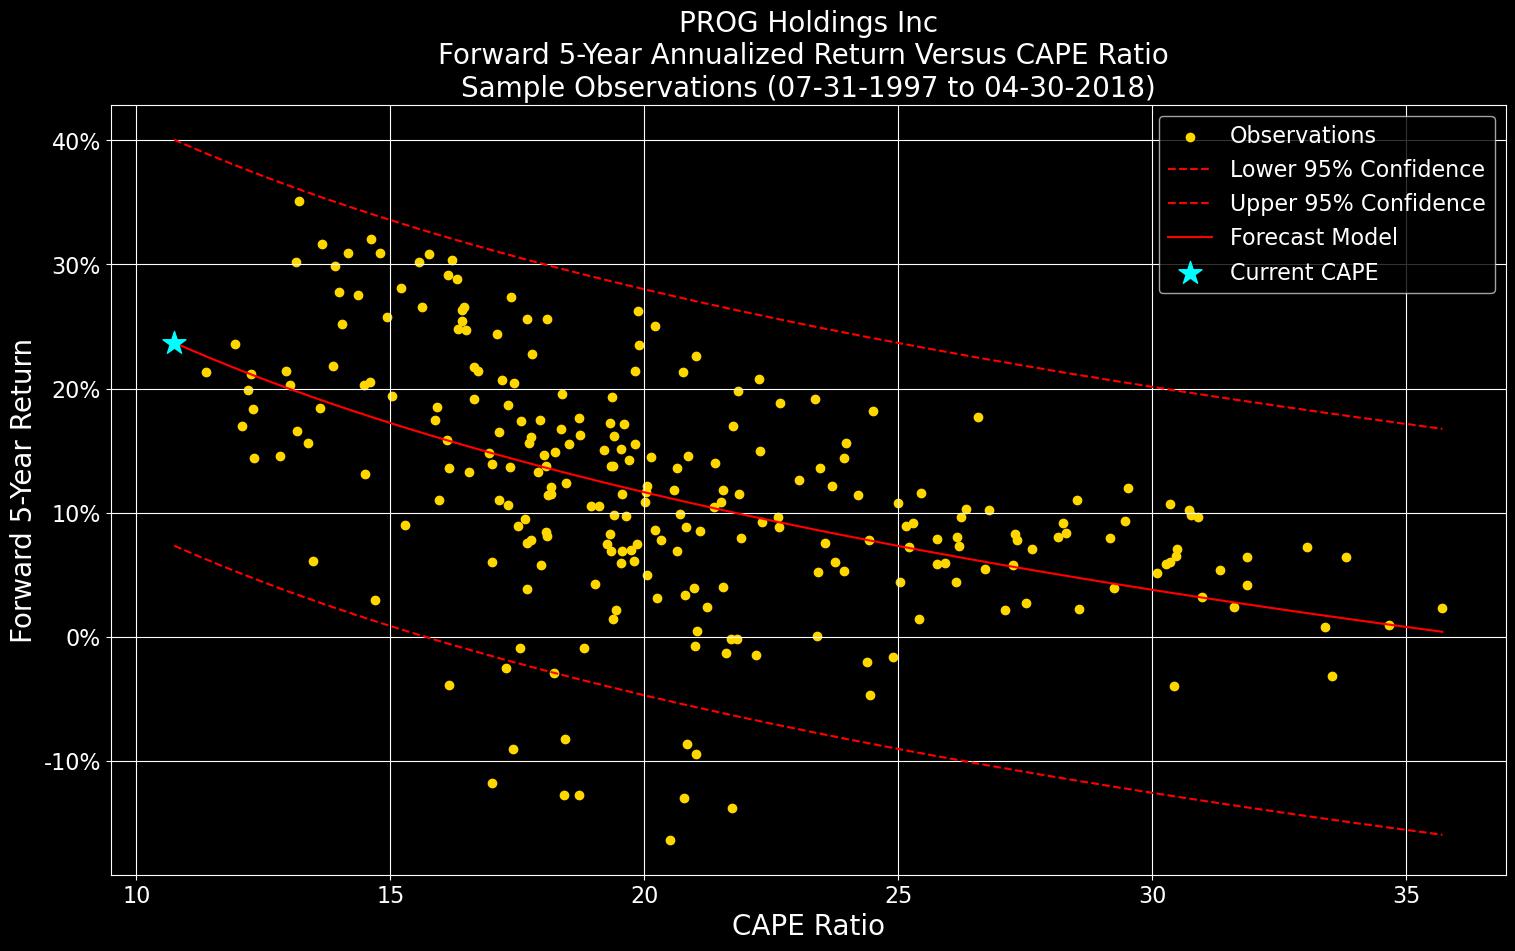 PROG Holdings Inc
Forward 5-Year Annualized Return Versus CAPE Ratio
Sample Observations (07-31-1997 to 04-30-2018)
Observations
Lower 95% Confidence
Upper 95% Confidence
Forecast Model
Current CAPE
Forward 5-Year Return
40%
30%
20%
10%
0%
-10%
10
15
20
25
30
35
CAPE Ratio